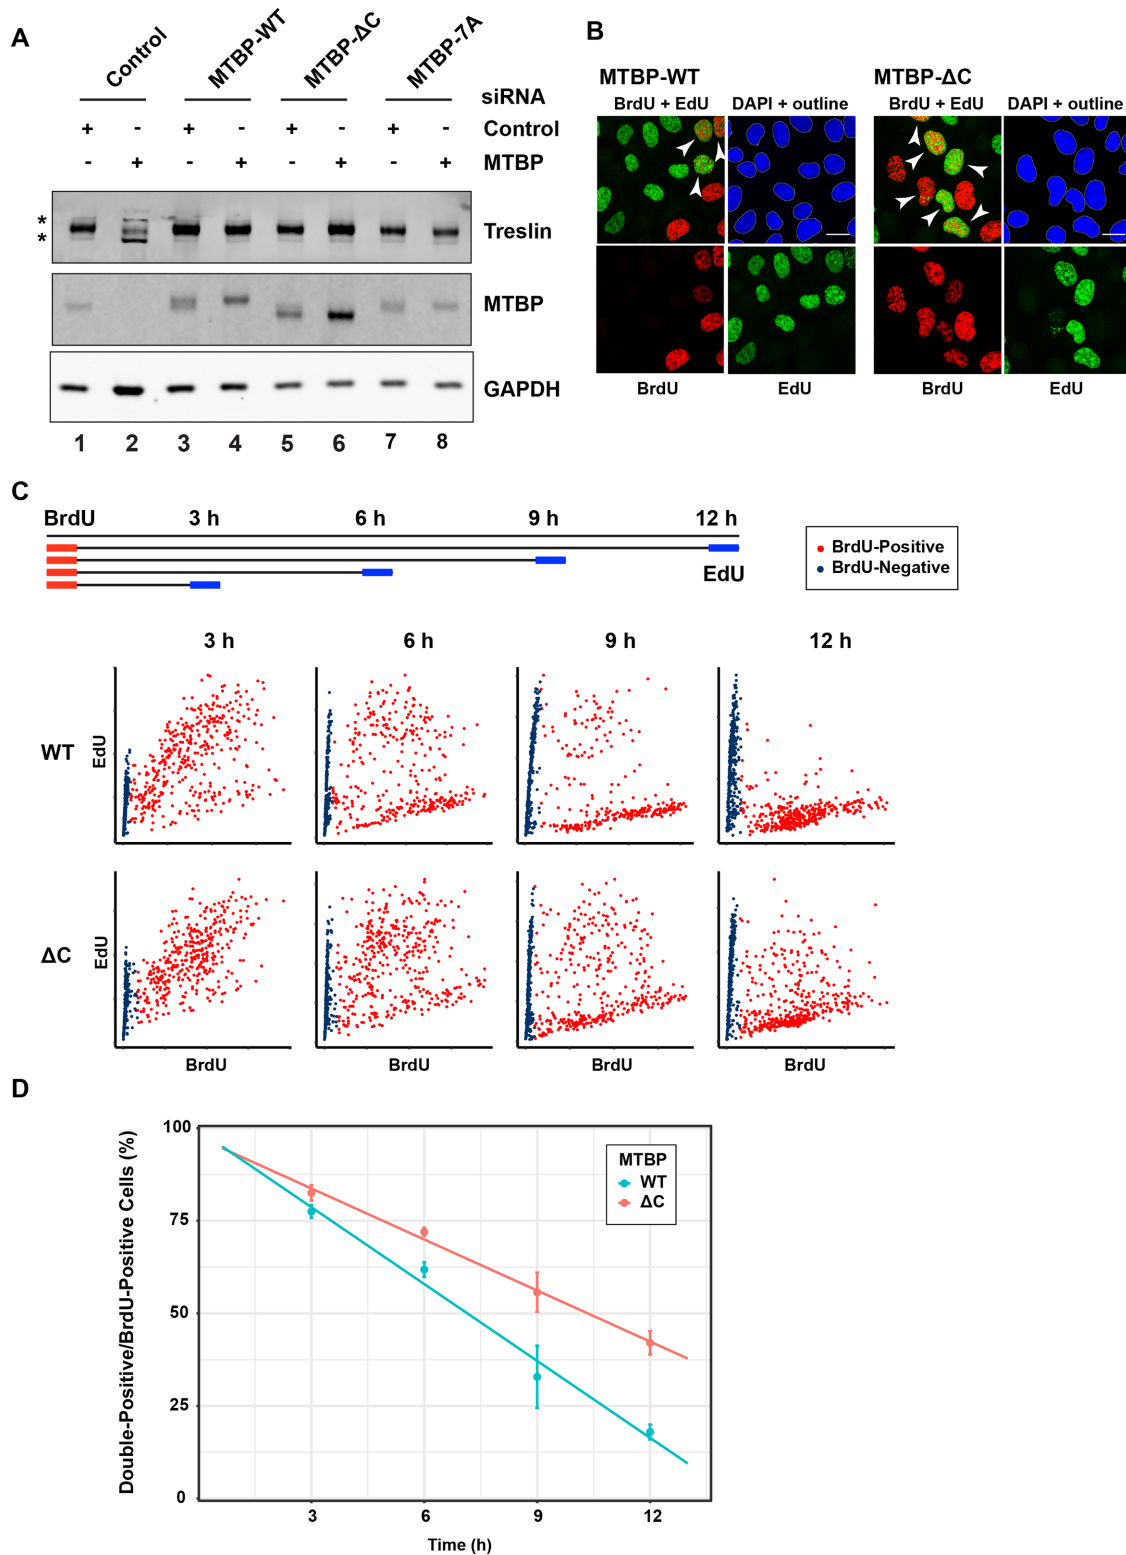 A
Control
MTBP-WT
MTBP-ΔC
MTBP-7A
siRNA
+ - + - + - + - Control
- + - + - + - + MTBP
*
*
Treslin
MTBP
GAPDH
1 2 3 4 5 6 7 8
B
MTBP-WT
MTBP-ΔC
BrdU + EdU
DAPI + outline
BrdU + EdU
DAPI + outline
BrdU
EdU
BrdU
EdU
C
BrdU 3 h 6 h 9 h 12 h
EdU
BrdU-Positive
BrdU-Negative
3 h 6 h 9 h 12 h
WT
EdU
ΔC
EdU
BrdU BrdU BrdU BrdU
D
Double-Positive/BrdU-Positive Cells (%)
100
75
50
25
0
MTBP
WT
ΔC
3 6 9 12
Time (h)